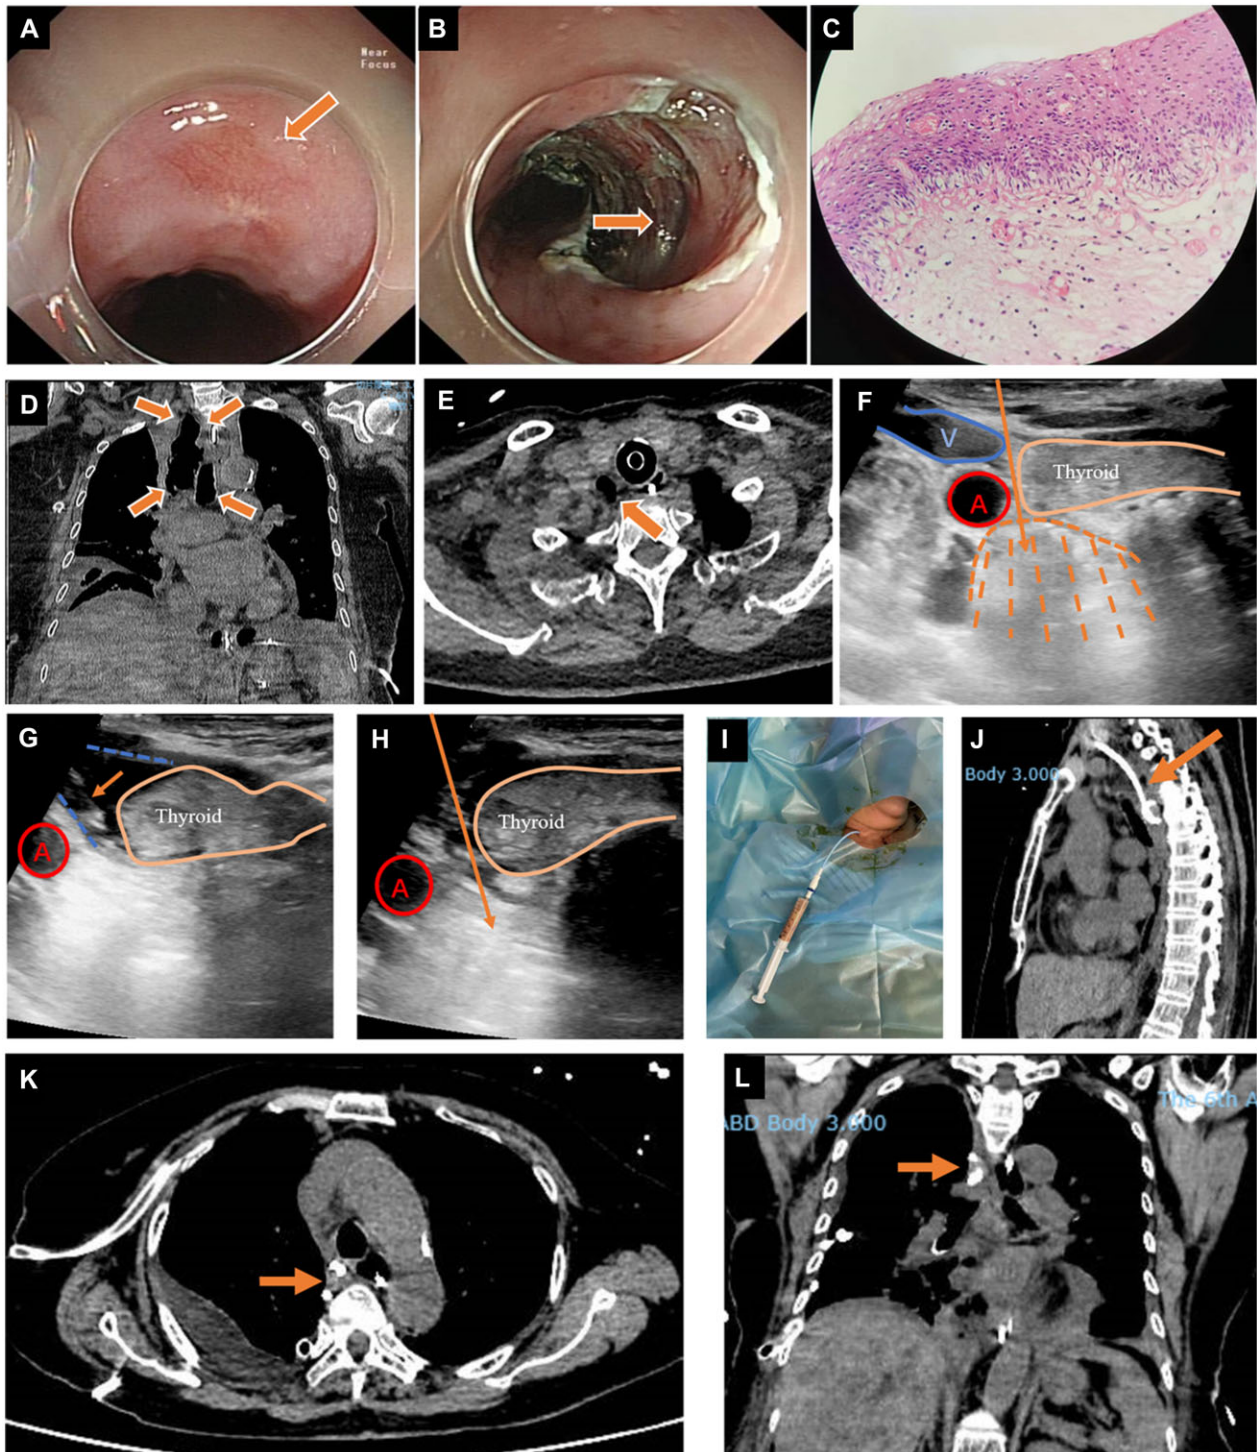 A
Near
Focus
B
C
D
E
F
V
A
Thyroid
G
A
Thyroid
H
A
Thyroid
I
J
Body 3.000
K
L
ABD Body 3.000
The 6th A